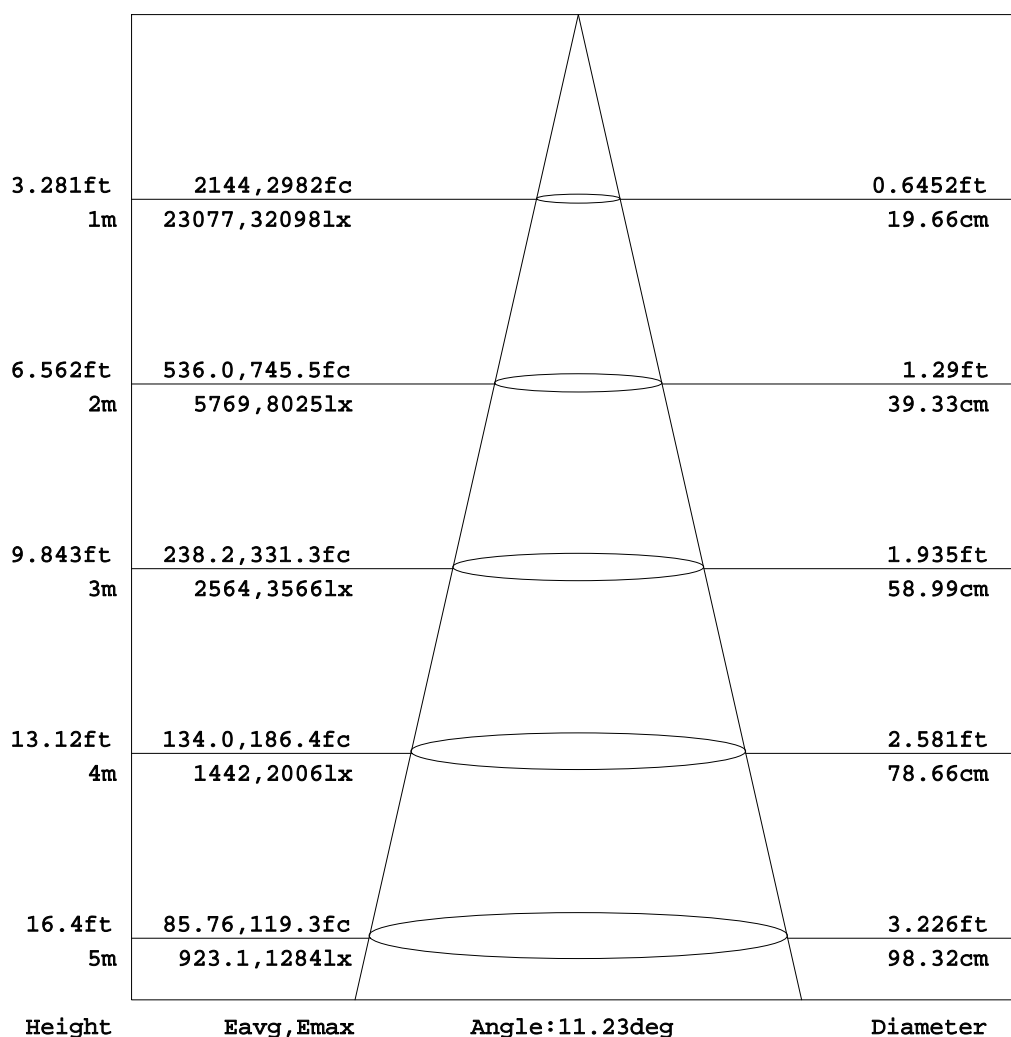 3.281ft 2144,2982fc 0.6452ft
1m 23077,32098lx 19.66cm
6.562ft 536.0,745.5fc 1.29ft
2m 5769,8025lx 39.33cm
9.843ft 238.2,331.3fc 1.935ft
3m 2564,3566lx 58.99cm
13.12ft 134.0,186.4fc 2.581ft
4m 1442,2006lx 78.66cm
16.4ft 85.76,119.3fc 3.226ft
5m 923.1,1284lx 98.32cm
Height Eavg,Emax Angle:11.23deg Diameter